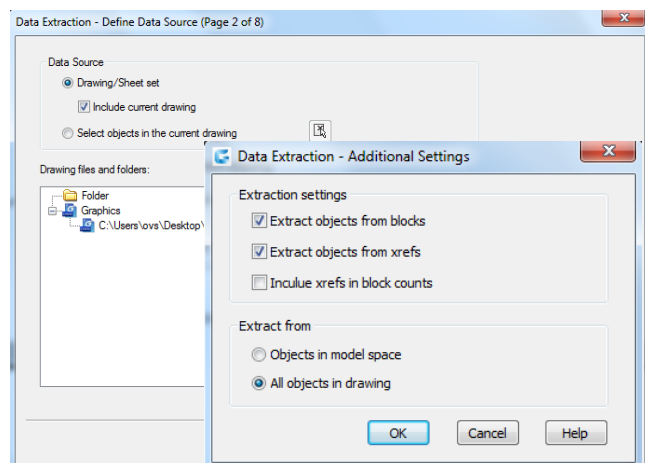 Data Extraction - Define Data Source (Page 2 of 8)
Data Source
Drawing/Sheet set
Include current drawing
Select objects in the current drawing
Drawing files and folders:
Folder
Graphics
C:\Users\ovs\Desktop\
Data Extraction - Additional Settings
Extraction settings
Extract objects from blocks
Extract objects from xrefs
Inculue xrefs in block counts
Extract from
Objects in model space
All objects in drawing
OK Cancel Help